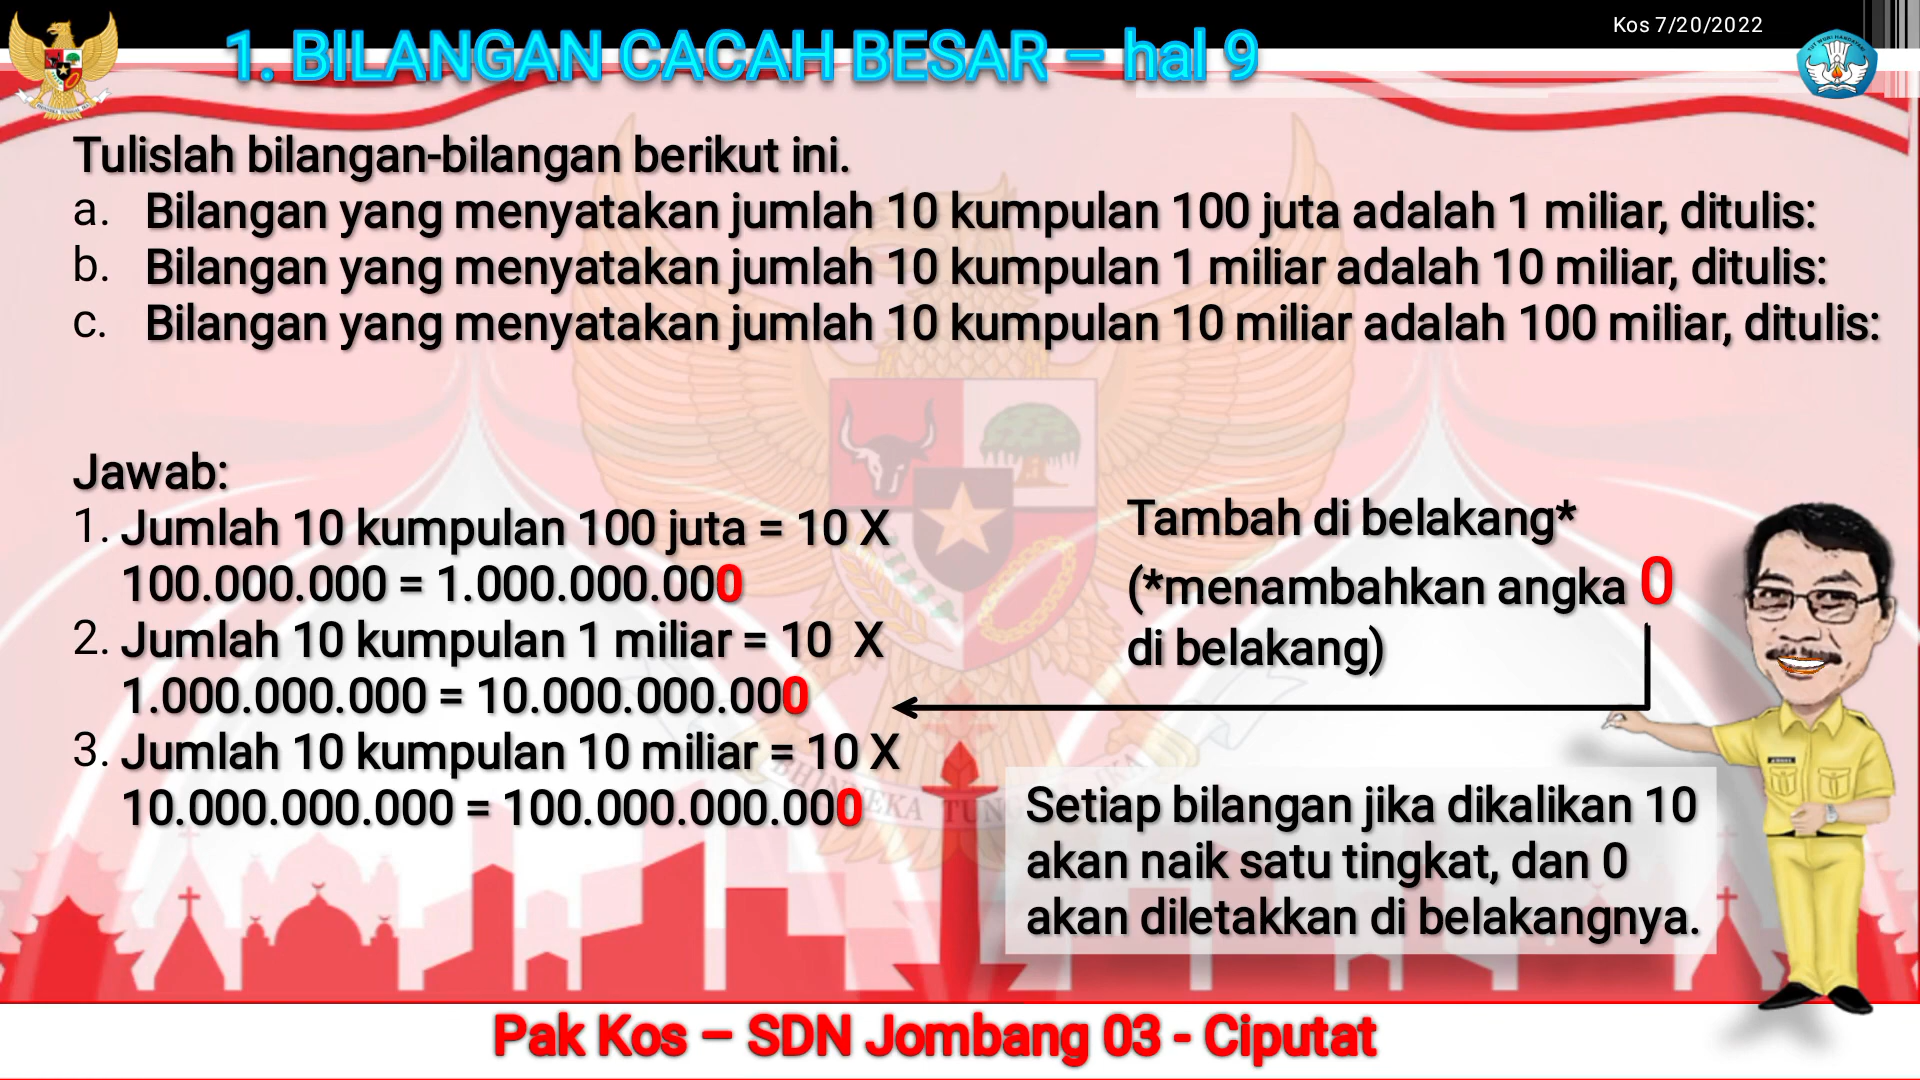 Kos 7/20/2022
1. BILANGAN CACAH BESAR – hal 9
Tulislah bilangan-bilangan berikut ini.
a. Bilangan yang menyatakan jumlah 10 kumpulan 100 juta adalah 1 miliar, ditulis:
b. Bilangan yang menyatakan jumlah 10 kumpulan 1 miliar adalah 10 miliar, ditulis:
c. Bilangan yang menyatakan jumlah 10 kumpulan 10 miliar adalah 100 miliar, ditulis:
Jawab:
1. Jumlah 10 kumpulan 100 juta = 10 X
100.000.000 = 1.000.000.000
2. Jumlah 10 kumpulan 1 miliar = 10 X
1.000.000.000 = 10.000.000.000
3. Jumlah 10 kumpulan 10 miliar = 10 X
10.000.000.000 = 100.000.000.000
Tambah di belakang*
(*menambahkan angka 0
di belakang)
Setiap bilangan jika dikalikan 10
akan naik satu tingkat, dan 0
akan diletakkan di belakangnya.
Pak Kos – SDN Jombang 03 - Ciputat